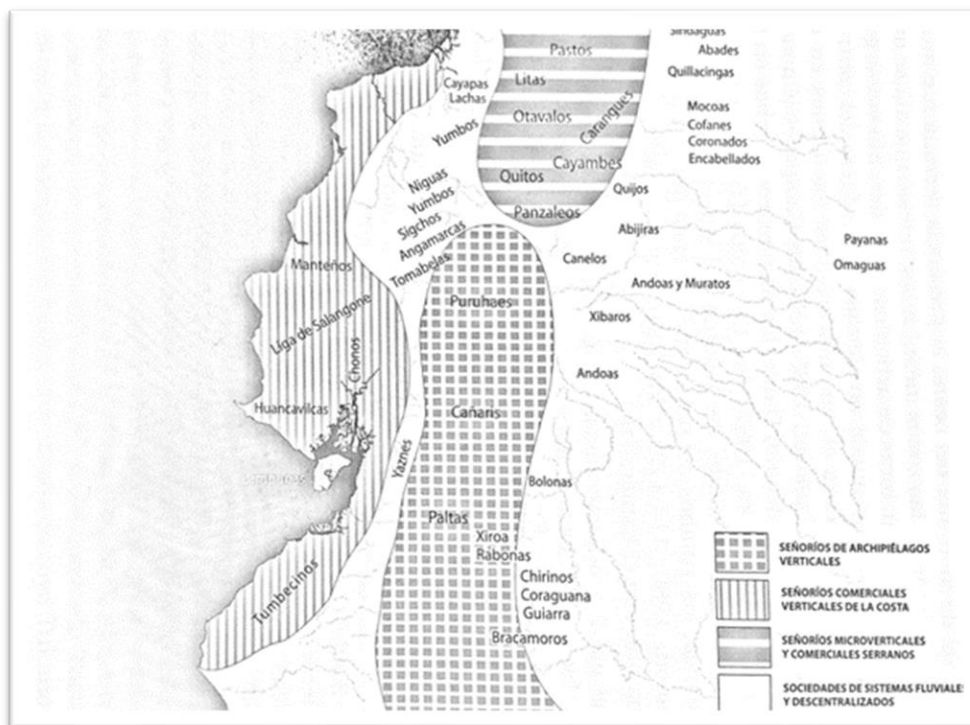 Sindaguas
Pastos
Abades
Litas
Quillacingas
Cayapas
Lachas
Otavalos
Carangues
Mocoas
Cofanes
Coronados
Encabellados
Yumbos
Cayambes
Quitos
Quijos
Niguas
Yumbos
Panzaleos
Sigchos
Angamarcas
Tomabelas
Abijiras
Payanas
Canelos
Omaguas
Manteños
Andoas y Muratos
Puruhaes
Liga de Salangone
Xibaros
Chonos
Andoas
Huancavilcas
Cañaris
Yaznes
Bolonas
Paltas
Xiroa
Rabonas
Tumbecinos
Chirinos
Coraguana
Guiarra
Bracamoros
SEÑORÍOS DE ARCHIPIÉLAGOS
VERTICALES
SEÑORÍOS COMERCIALES
VERTICALES DE LA COSTA
SEÑORÍOS MICROVERTICALES
Y COMERCIALES SERRANOS
SOCIEDADES DE SISTEMAS FLUVIALE
Y DESCENTRALIZADOS